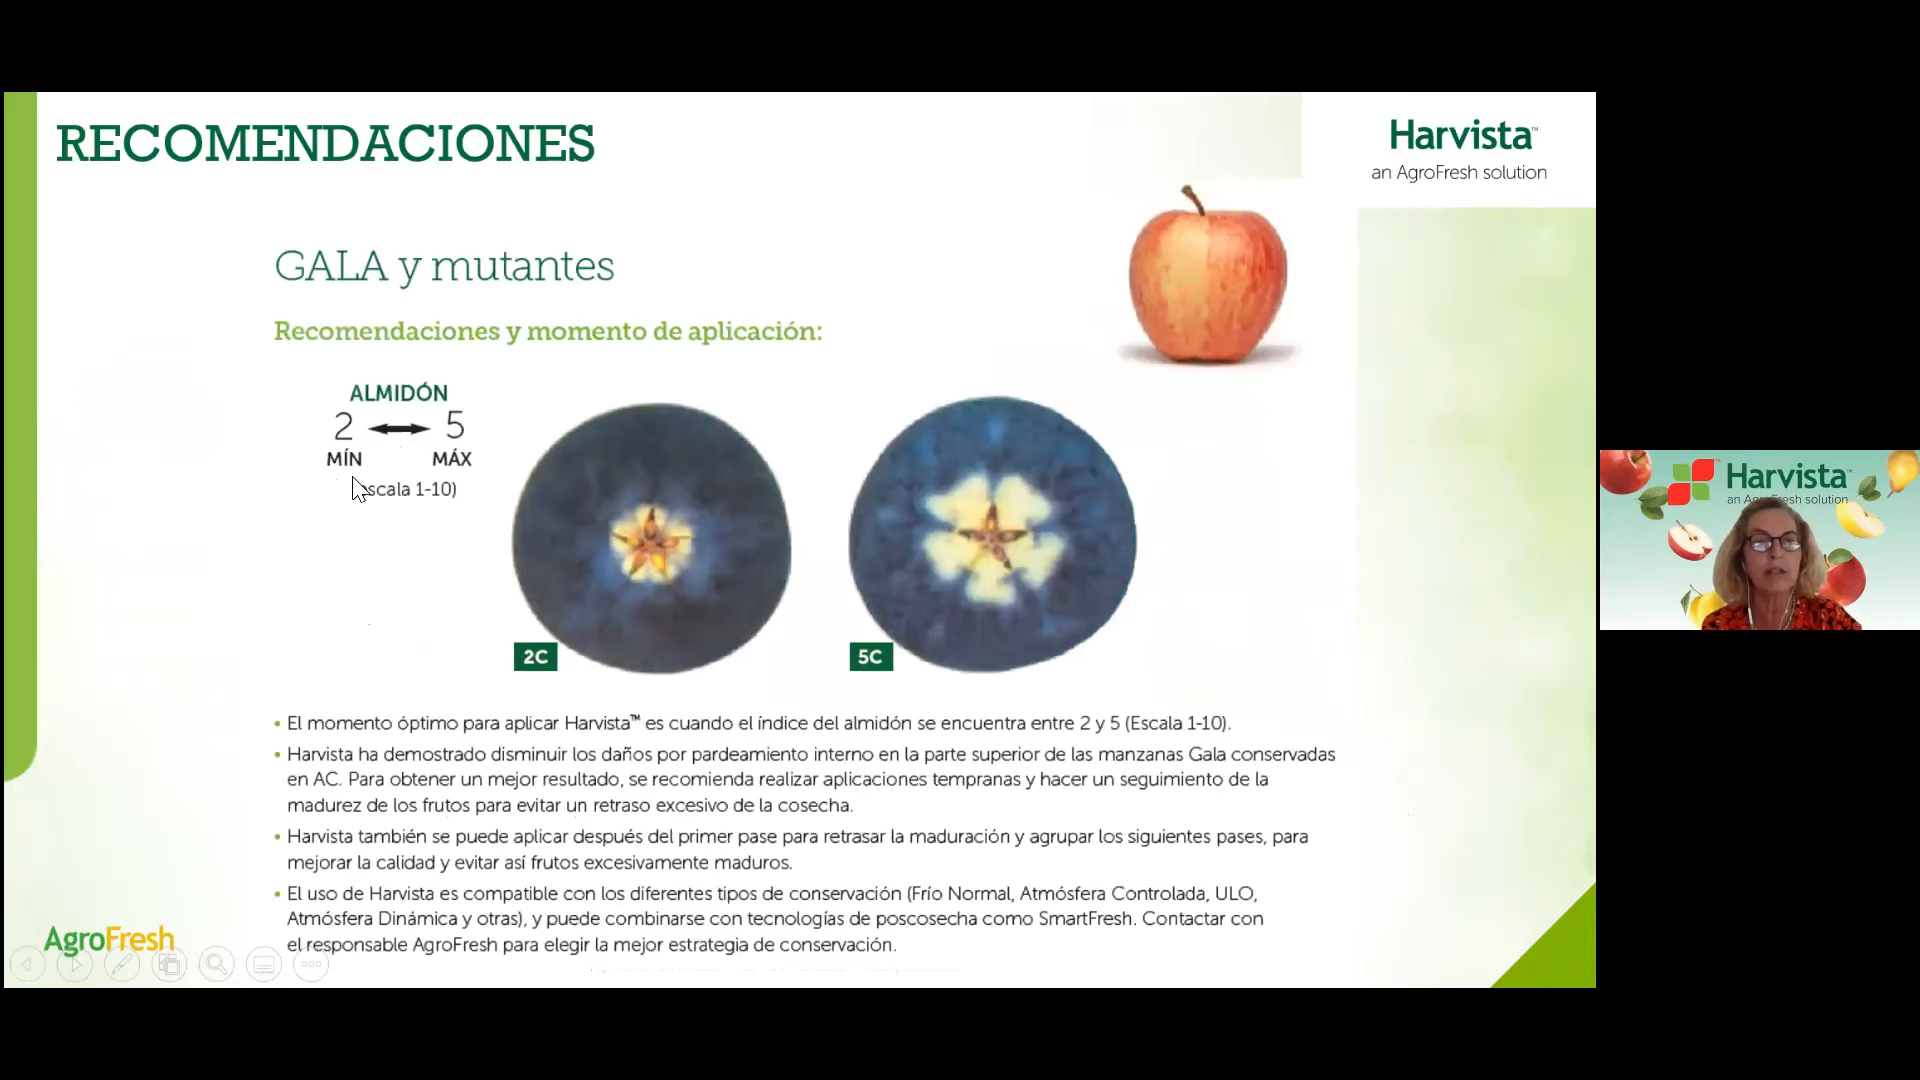 RECOMENDACIONES
Harvista™
an AgroFresh solution
GALA y mutantes
Recomendaciones y momento de aplicación:
ALMIDÓN
2 5
MÍN MÁX
scala 1-10)
2C
5C
• El momento óptimo para aplicar Harvista™ es cuando el índice del almidón se encuentra entre 2 y 5 (Escala 1-10).
• Harvista ha demostrado disminuir los daños por pardeamiento interno en la parte superior de las manzanas Gala conservadas
en AC. Para obtener un mejor resultado, se recomienda realizar aplicaciones tempranas y hacer un seguimiento de la
madurez de los frutos para evitar un retraso excesivo de la cosecha.
• Harvista también se puede aplicar después del primer pase para retrasar la maduración y agrupar los siguientes pases, para
mejorar la calidad y evitar así frutos excesivamente maduros.
• El uso de Harvista es compatible con los diferentes tipos de conservación (Frío Normal, Atmósfera Controlada, ULO,
Atmósfera Dinámica y otras), y puede combinarse con tecnologías de poscosecha como SmartFresh. Contactar con
el responsable AgroFresh para elegir la mejor estrategia de conservación.
AgroFresh
Harvista™
an AgroFresh solution